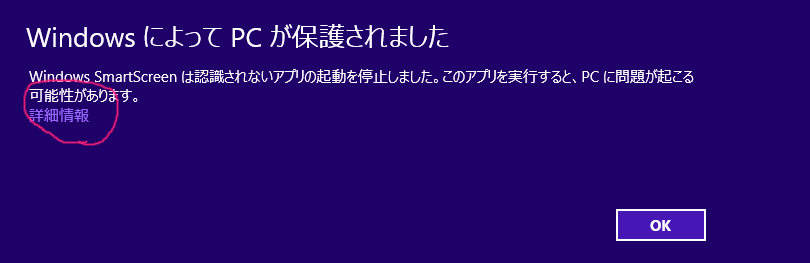 Windows によって PC が保護されました
Windows SmartScreen は認識されないアプリの起動を停止しました。このアプリを実行すると、PC に問題が起こる
可能性があります。
詳細情報
OK